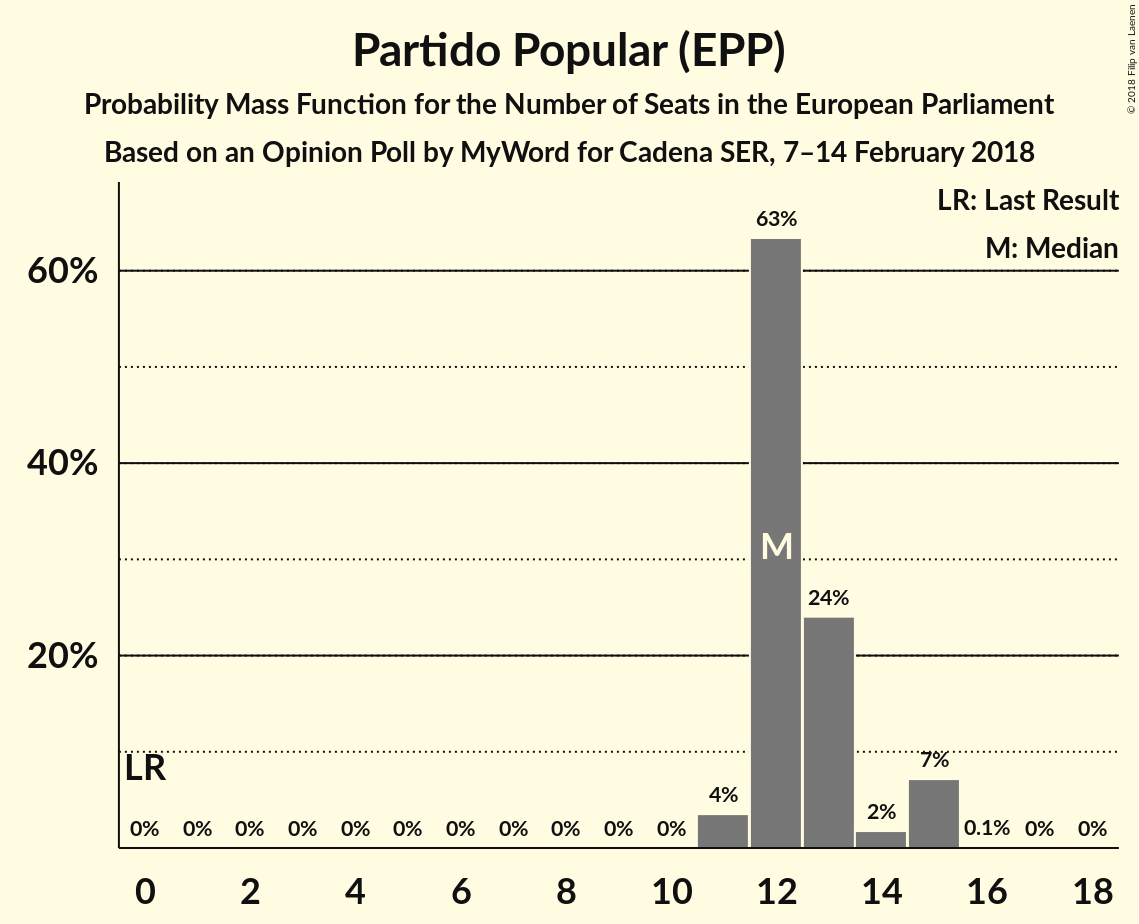 Partido Popular (EPP)
Probability Mass Function for the Number of Seats in the European Parliament
Based on an Opinion Poll by MyWord for Cadena SER, 7–14 February 2018
© 2018 Filip van Laenen
LR: Last Result
M: Median
60%
40%
20%
63%
M
24%
LR
7%
4%
2%
0% 0% 0% 0% 0% 0% 0% 0% 0% 0% 0% 0.1% 0% 0%
0 2 4 6 8 10 12 14 16 18